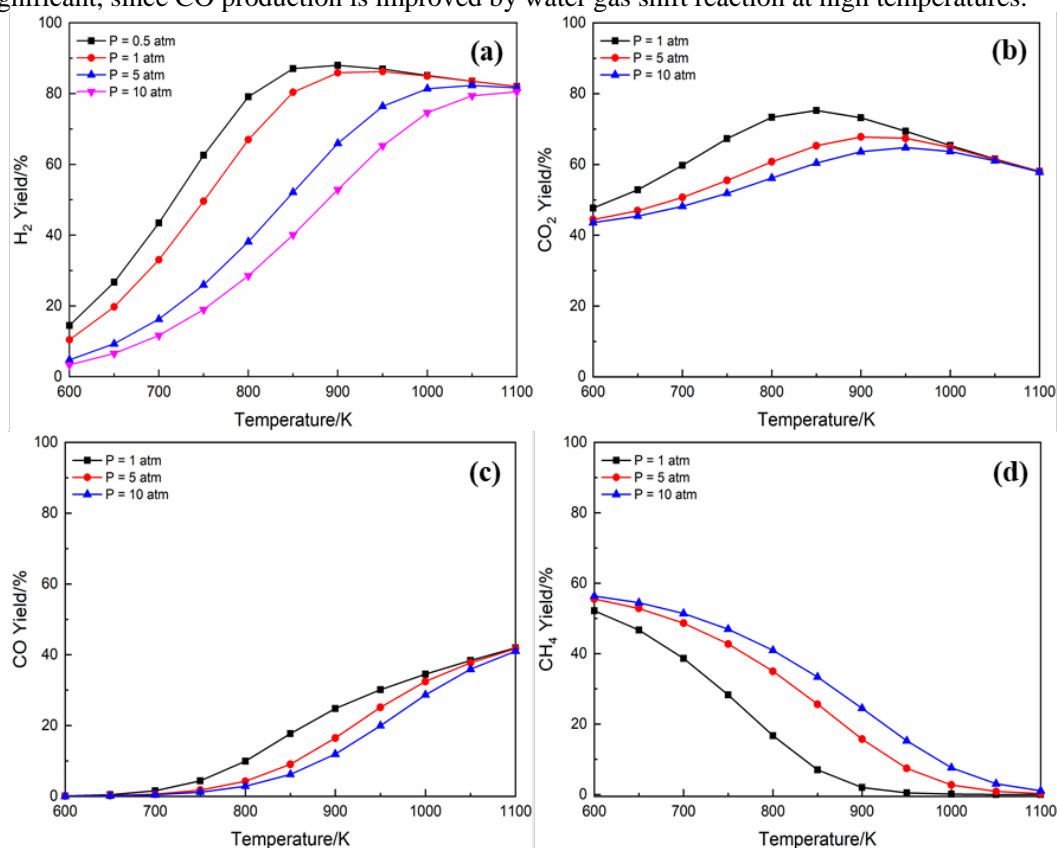 gnificant, since CO production is improved by water gas shift reaction at high temperatures.
(a)
P = 0.5 atm
P = 1 atm
P = 5 atm
P = 10 atm
100
80
60
40
20
0
H2 Yield/%
600 700 800 900 1000 1100
Temperature/K
(b)
P = 1 atm
P = 5 atm
P = 10 atm
100
80
60
40
20
0
CO2 Yield/%
600 700 800 900 1000 1100
Temperature/K
(c)
P = 1 atm
P = 5 atm
P = 10 atm
100
80
60
40
20
0
CO Yield/%
600 700 800 900 1000 1100
Temperature/K
(d)
P = 1 atm
P = 5 atm
P = 10 atm
100
80
60
40
20
0
CH4 Yield/%
600 700 800 900 1000 1100
Temperature/K